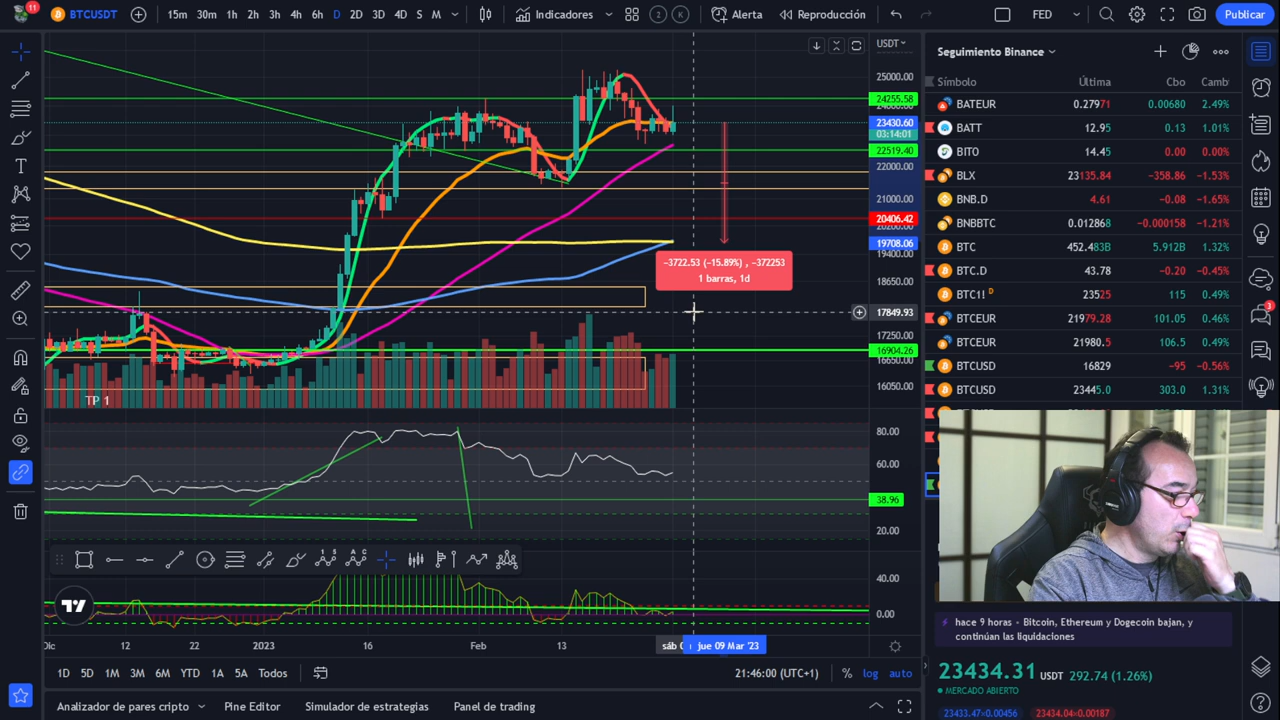 11
BTCUSDT
15m 30m 1h 2h 3h 4h 6h D 2D 3D 4D S M
Indicadores
2 K
Alerta
Reproducción
FED
Publicar
USDT
25000.00
24255.58
23430.60
03:14:01
22519.40
22000.00
21000.00
20406.42
19708.06
19400.00
18650.00
17849.93
17250.00
16904.26
16650.00
16050.00
−3722.53 (−15.89%) , −372253
1 barras, 1d
TP 1
80.00
60.00
38.96
20.00
40.00
0.00
Dic 12 22 2023 16 Feb 13
jue 09 Mar '23
1D 5D 1M 3M 6M YTD 1A 5A Todos
21:46:00 (UTC+1)
% log auto
Analizador de pares cripto
Pine Editor
Simulador de estrategias
Panel de trading
Seguimiento Binance
Símbolo Última Cbo Camb
BATEUR 0.27971 0.00680 2.49%
BATT 12.95 0.13 1.01%
BITO 14.45 0.00 0.00%
BLX 23135.84 −358.86 −1.53%
BNB.D 4.61 −0.08 −1.65%
BNBBTC 0.012868 −0.000158 −1.21%
BTC 452.483B 5.912B 1.32%
BTC.D 43.78 −0.20 −0.45%
BTC1! D 23525 115 0.49%
BTCEUR 21979.28 101.05 0.46%
BTCEUR 21980.5 106.5 0.49%
BTCUSD 16829 −95 −0.56%
BTCUSD 23445.0 303.0 1.31%
3
hace 9 horas • Bitcoin, Ethereum y Dogecoin bajan, y
continúan las liquidaciones
23434.31 USDT 292.74 (1.26%)
MERCADO ABIERTO
23433.47×0.00456 23434.04×0.00187